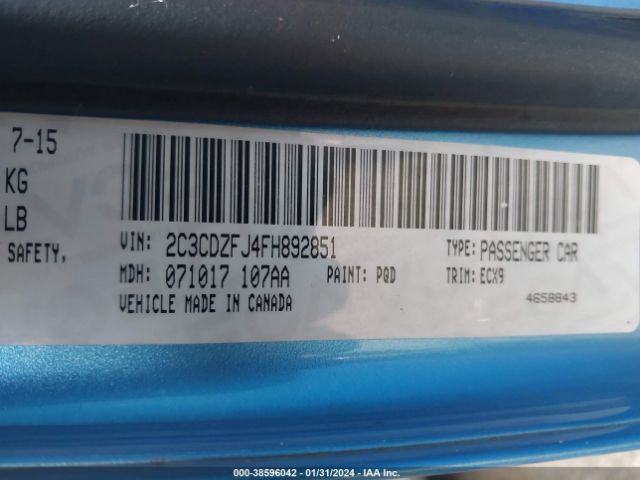 7-15
KG
LB
SAFETY,
VIN: 2C3CDZFJ4FH892851 TYPE: PASSENGER CAR
MDH: 071017 107AA PAINT: PQD TRIM: ECX9
VEHICLE MADE IN CANADA
4658843
000-38596042 - 01/31/2024 - IAA Inc.